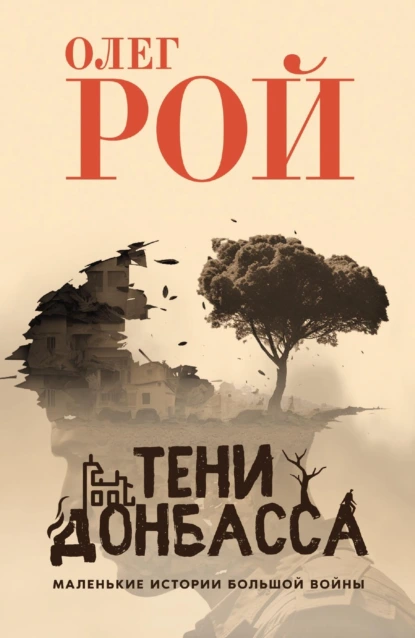 ОЛЕГ
РОЙ
ТЕНИ
ДОНБАССА
МАЛЕНЬКИЕ ИСТОРИИ БОЛЬШОЙ ВОЙНЫ